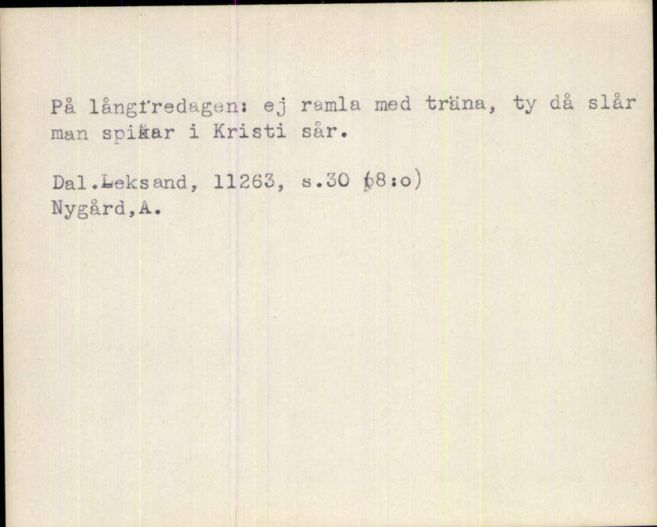 På långfredagen: ej ramla med träna, ty då slår
man spikar i Kristi sår.
Dal.Leksand, 11263, s.30 (8:o)
Nygård,A.